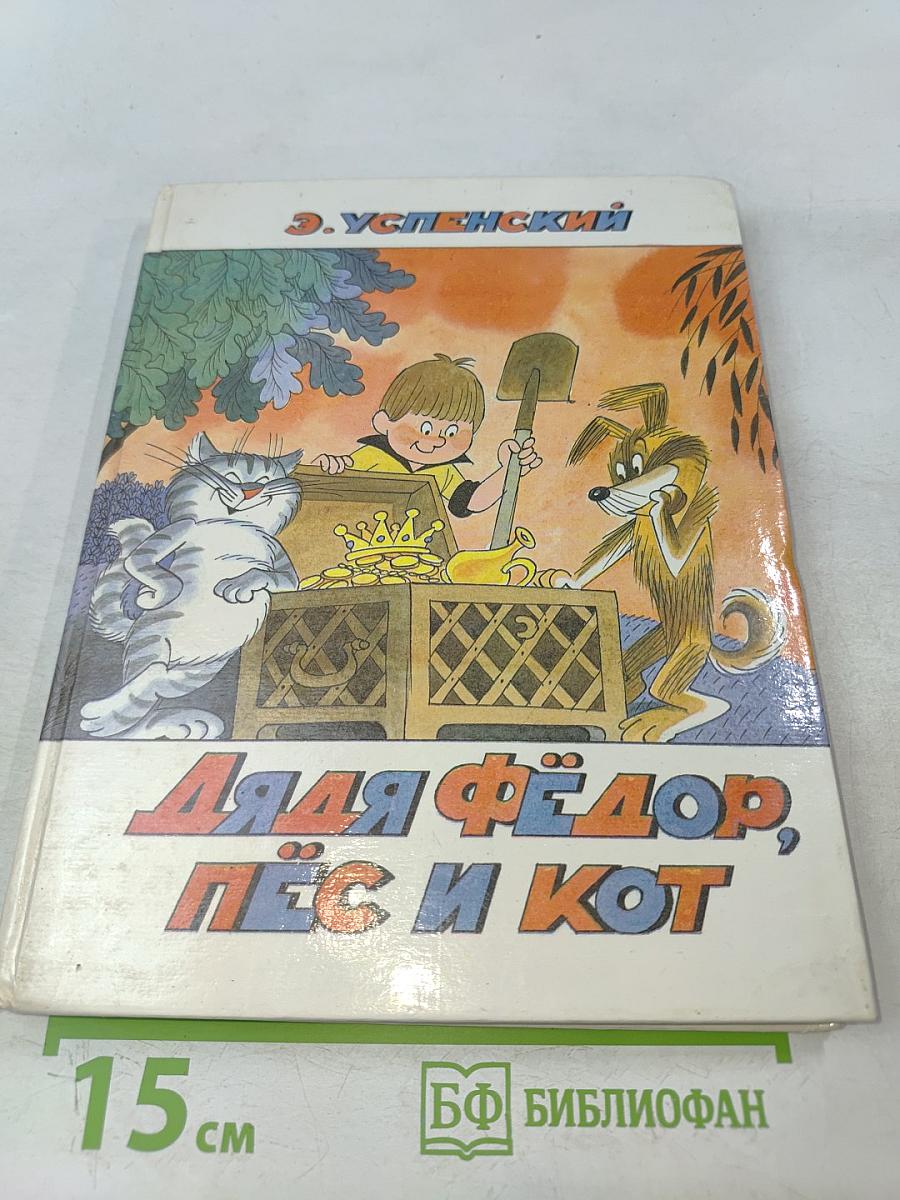 Э. УСПЕНСКИЙ
ДЯДЯ ФЁДОР,
ПЁС И КОТ
15 см
БФ БИБЛИОФАН